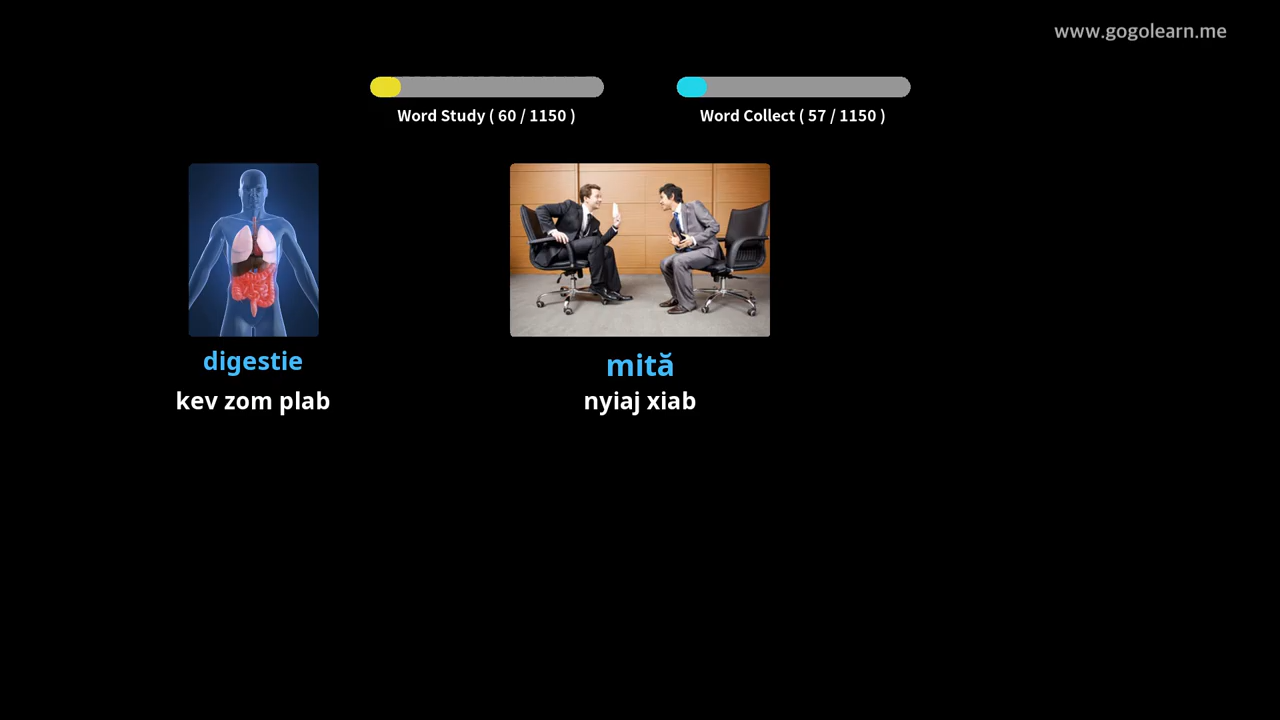 www.gogolearn.me
Word Study ( 60 / 1150 )
Word Collect ( 57 / 1150 )
digestie
kev zom plab
mită
nyiaj xiab